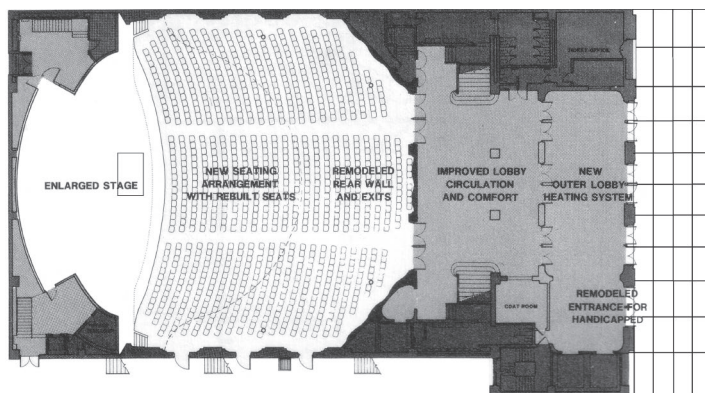 TICKET OFFICE
ENLARGED STAGE
NEW SEATING
ARRANGEMENT
WITH REBUILT SEATS
REMODELED
REAR WALL
AND EXITS
IMPROVED LOBBY
CIRCULATION
AND COMFORT
NEW
OUTER LOBBY
HEATING SYSTEM
COAT ROOM
REMODELED
ENTRANCE FOR
HANDICAPPED